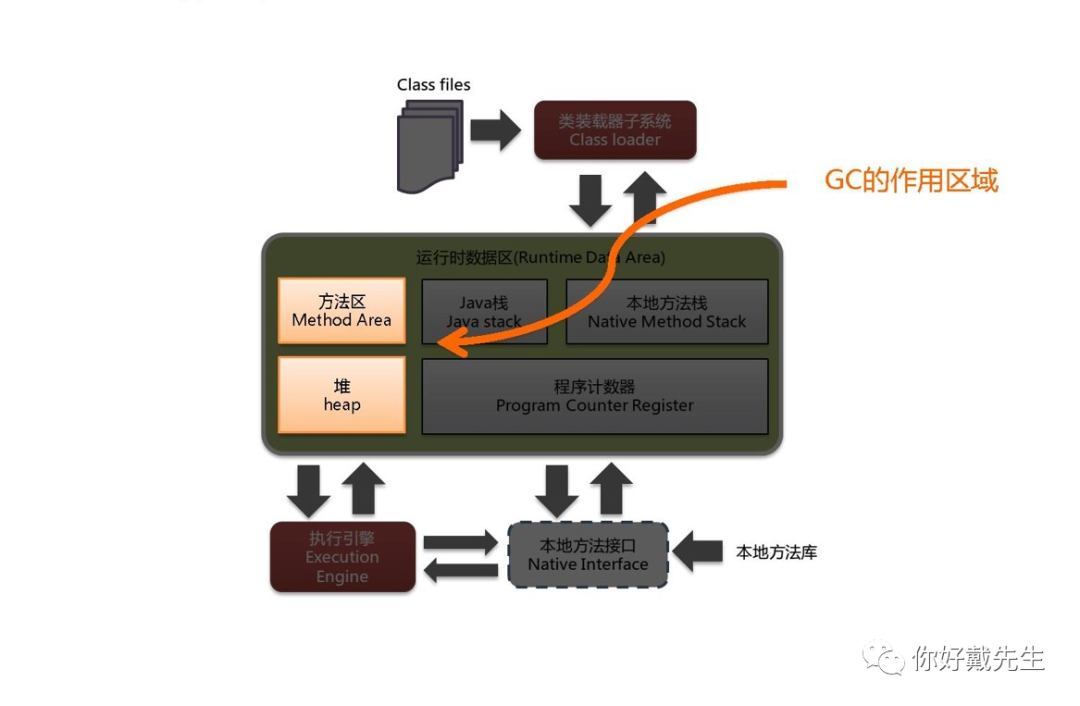 Class files
类装载器子系统
Class loader
GC的作用区域
运行时数据区(Runtime Data Area)
方法区
Method Area
Java栈
Java stack
本地方法栈
Native Method Stack
堆
heap
程序计数器
Program Counter Register
执行引擎
Execution
Engine
本地方法接口
Native Interface
本地方法库
你好戴先生